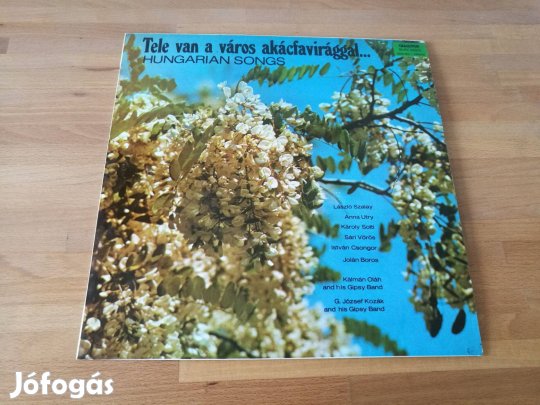 Tele van a város akácfavirággal...
HUNGARIAN SONGS
László Szalay
Anna Utry
Károly Solti
Sári Vörös
István Csongor
Jolán Boros
Kálmán Oláh
and his Gipsy Band
G. József Kozák
and his Gipsy Band
Jófogás